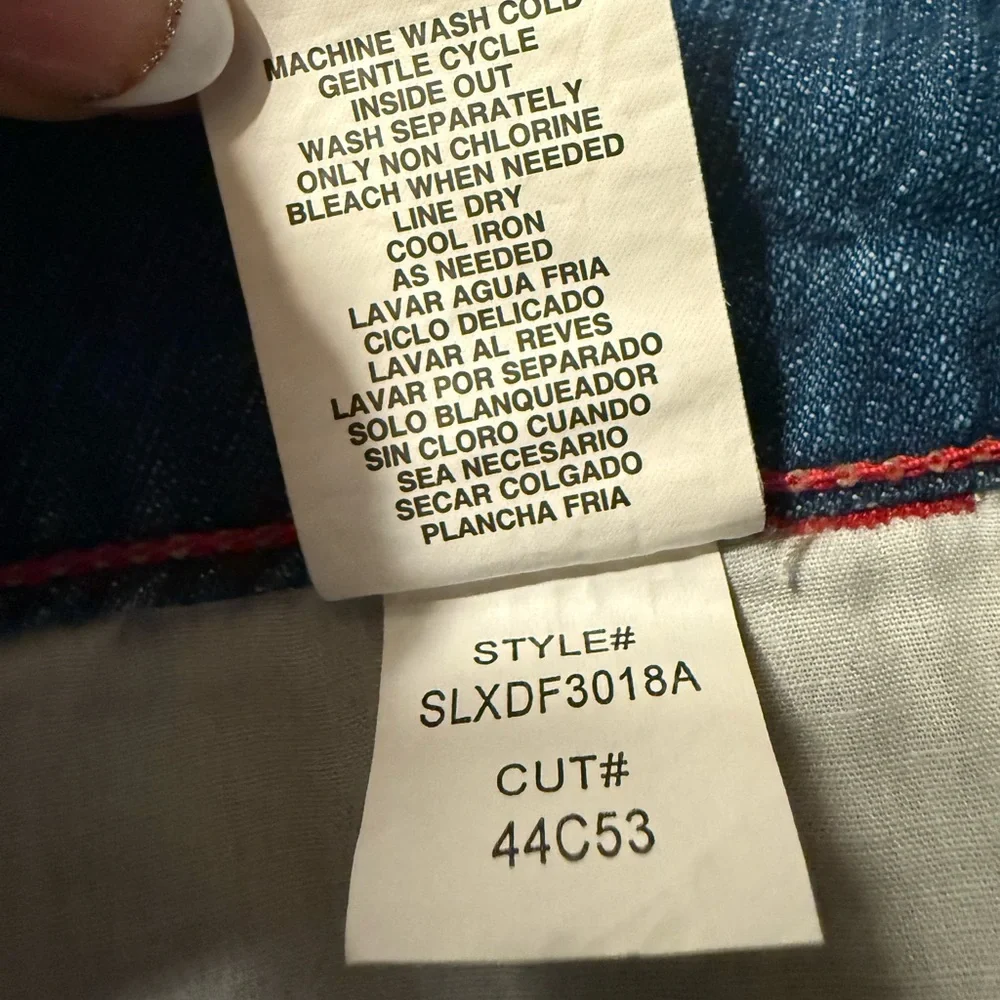 MACHINE WASH COLD
GENTLE CYCLE
INSIDE OUT
WASH SEPARATELY
ONLY NON CHLORINE
BLEACH WHEN NEEDED
LINE DRY
COOL IRON
AS NEEDED
LAVAR AGUA FRIA
CICLO DELICADO
LAVAR AL REVES
LAVAR POR SEPARADO
SOLO BLANQUEADOR
SIN CLORO CUANDO
SEA NECESARIO
SECAR COLGADO
PLANCHA FRIA
STYLE#
SLXDF3018A
CUT#
44C53